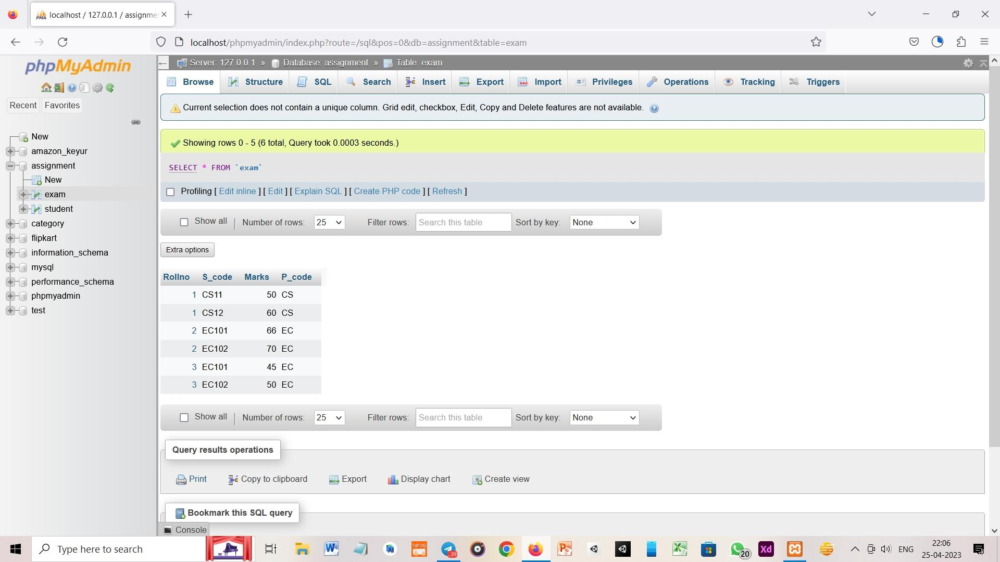 localhost / 127.0.0.1 / assignme
localhost/phpmyadmin/index.php?route=/sql&pos=0&db=assignment&table=exam
phpMyAdmin
Recent Favorites
New
amazon_keyur
assignment
New
exam
student
category
flipkart
information_schema
mysql
performance_schema
phpmyadmin
test
Server: 127.0.0.1 » Database: assignment » Table: exam
Browse Structure SQL Search Insert Export Import Privileges Operations Tracking Triggers
Current selection does not contain a unique column. Grid edit, checkbox, Edit, Copy and Delete features are not available.
Showing rows 0 - 5 (6 total, Query took 0.0003 seconds.)
SELECT * FROM `exam`
Profiling [ Edit inline ] [ Edit ] [ Explain SQL ] [ Create PHP code ] [ Refresh ]
Show all | Number of rows: 25 Filter rows: Search this table Sort by key: None
Extra options
Rollno S_code Marks P_code
1 CS11 50 CS
1 CS12 60 CS
2 EC101 66 EC
2 EC102 70 EC
3 EC101 45 EC
3 EC102 50 EC
Show all | Number of rows: 25 Filter rows: Search this table Sort by key: None
Query results operations
Print Copy to clipboard Export Display chart Create view
Bookmark this SQL query
Console
Type here to search
39
20
Xd
ENG
22:06
25-04-2023